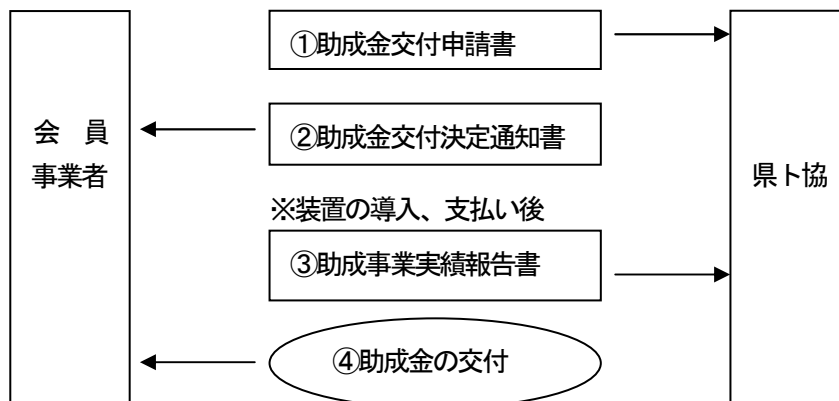 ①助成金交付申請書
②助成金交付決定通知書
会　員
事業者
県ト協
※装置の導入、支払い後
③助成事業実績報告書
④助成金の交付